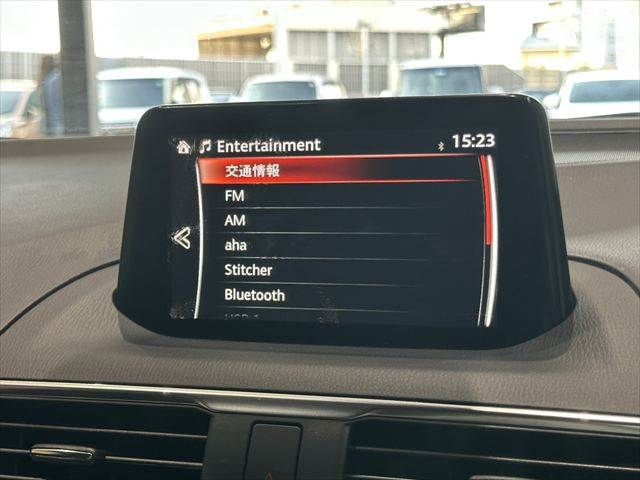 Entertainment 15:23
交通情報
FM
AM
aha
Stitcher
Bluetooth